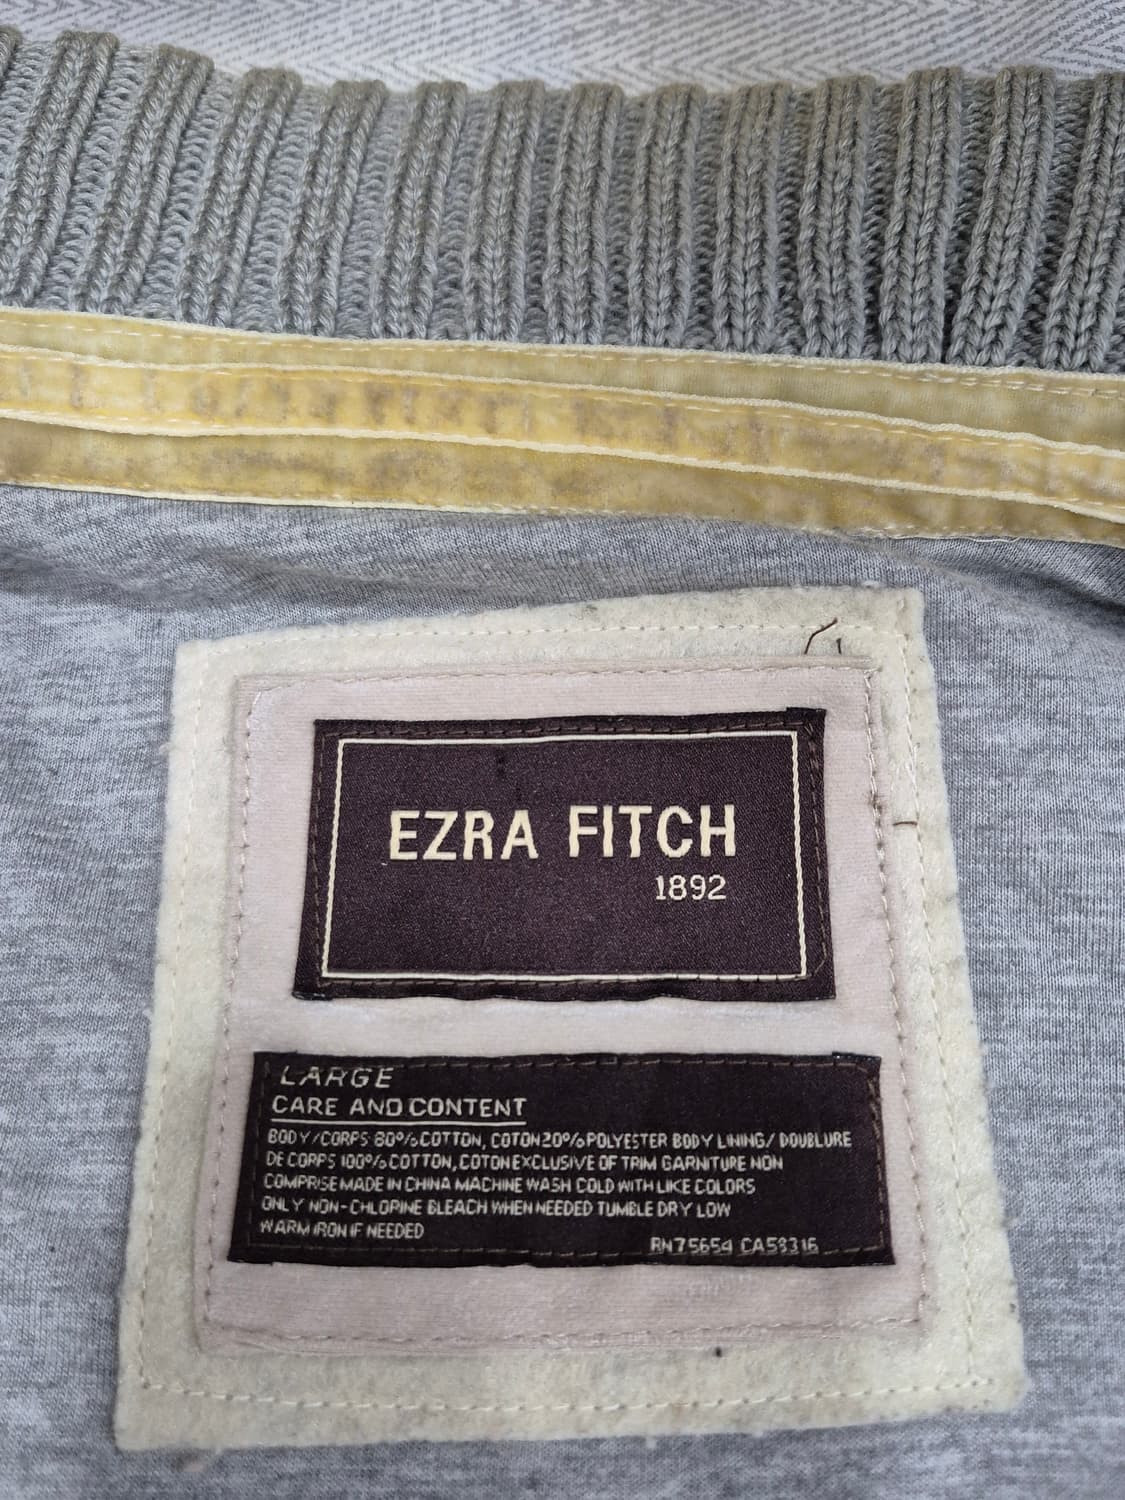 EZRA FITCH
1892
LARGE
CARE AND CONTENT
BODY/CORPS 80% COTTON, COTON 20% POLYESTER BODY LINING/ DOUBLURE
DE CORPS 100% COTTON, COTON EXCLUSIVE OF TRIM GARNITURE NON
COMPRISE MADE IN CHINA MACHINE WASH COLD WITH LIKE COLORS
ONLY NON-CHLORINE BLEACH WHEN NEEDED TUMBLE DRY LOW
WARM IRON IF NEEDED
RN75654 CA58316